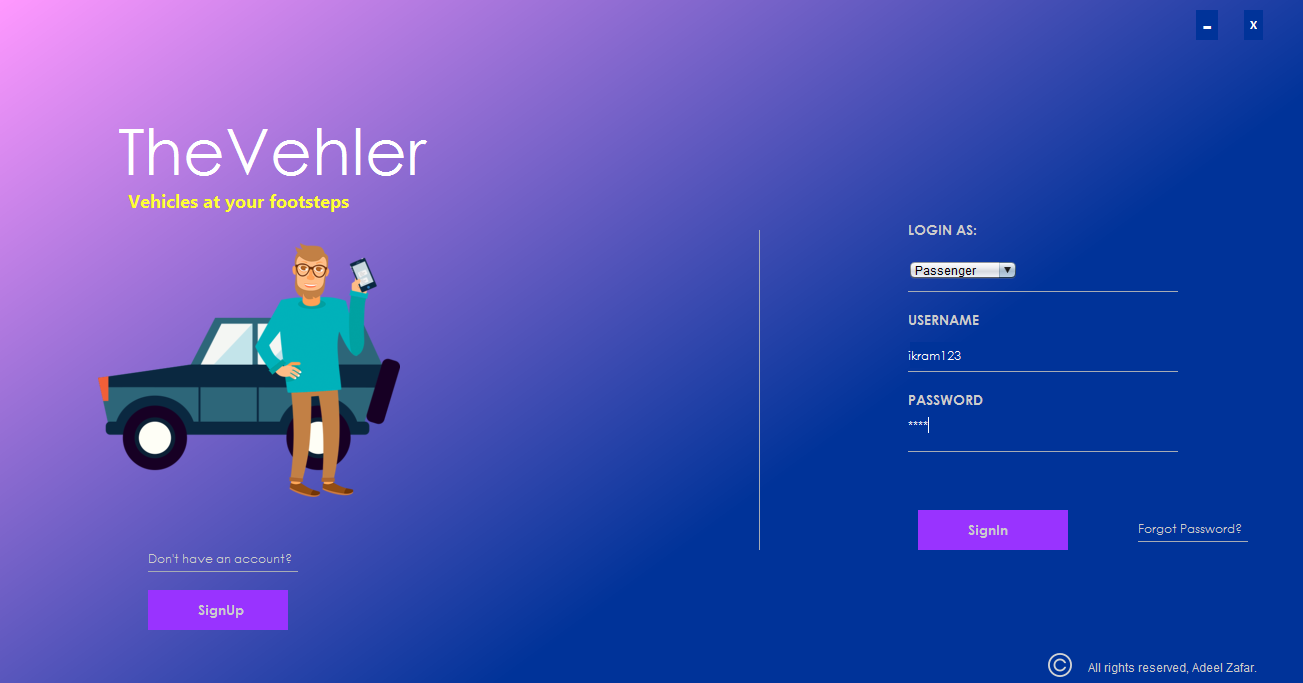 - x
TheVehler
Vehicles at your footsteps
LOGIN AS:
Passenger
USERNAME
ikram123
PASSWORD
****
SignIn
Forgot Password?
Don't have an account?
SignUp
© All rights reserved, Adeel Zafar.